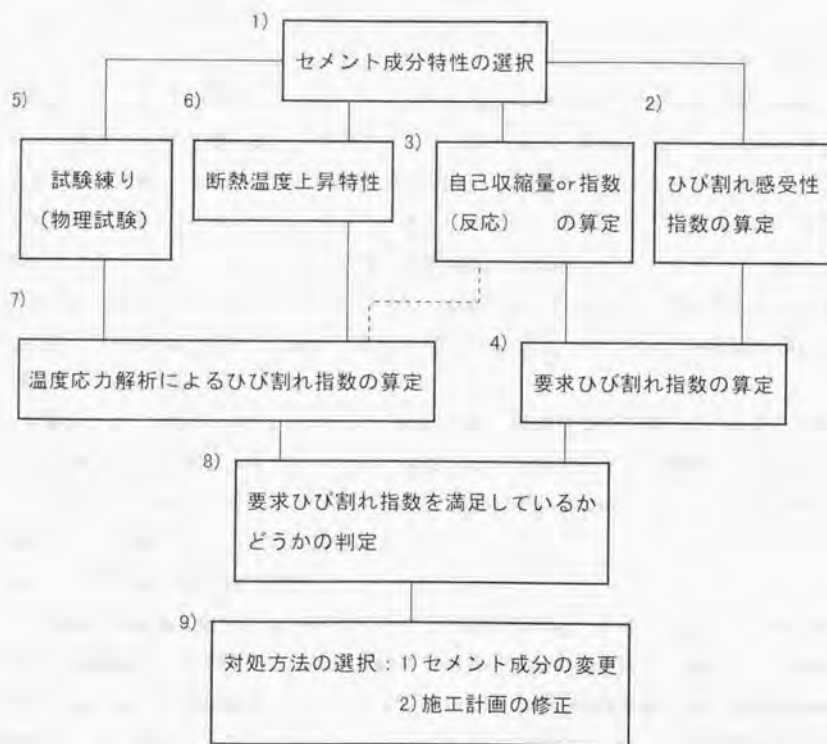 1)
セメント成分特性の選択
5)
試験練り
(物理試験)
6)
断熱温度上昇特性
3)
自己収縮量or指数
(反応) の算定
2)
ひび割れ感受性
指数の算定
7)
温度応力解析によるひび割れ指数の算定
4)
要求ひび割れ指数の算定
8)
要求ひび割れ指数を満足しているか
どうかの判定
9)
対処方法の選択：1)セメント成分の変更
2)施工計画の修正